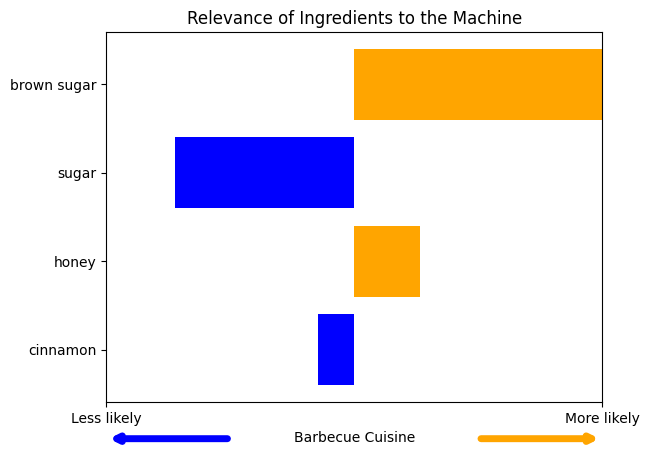 Relevance of Ingredients to the Machine
brown sugar
sugar
honey
cinnamon
Less likely
More likely
Barbecue Cuisine